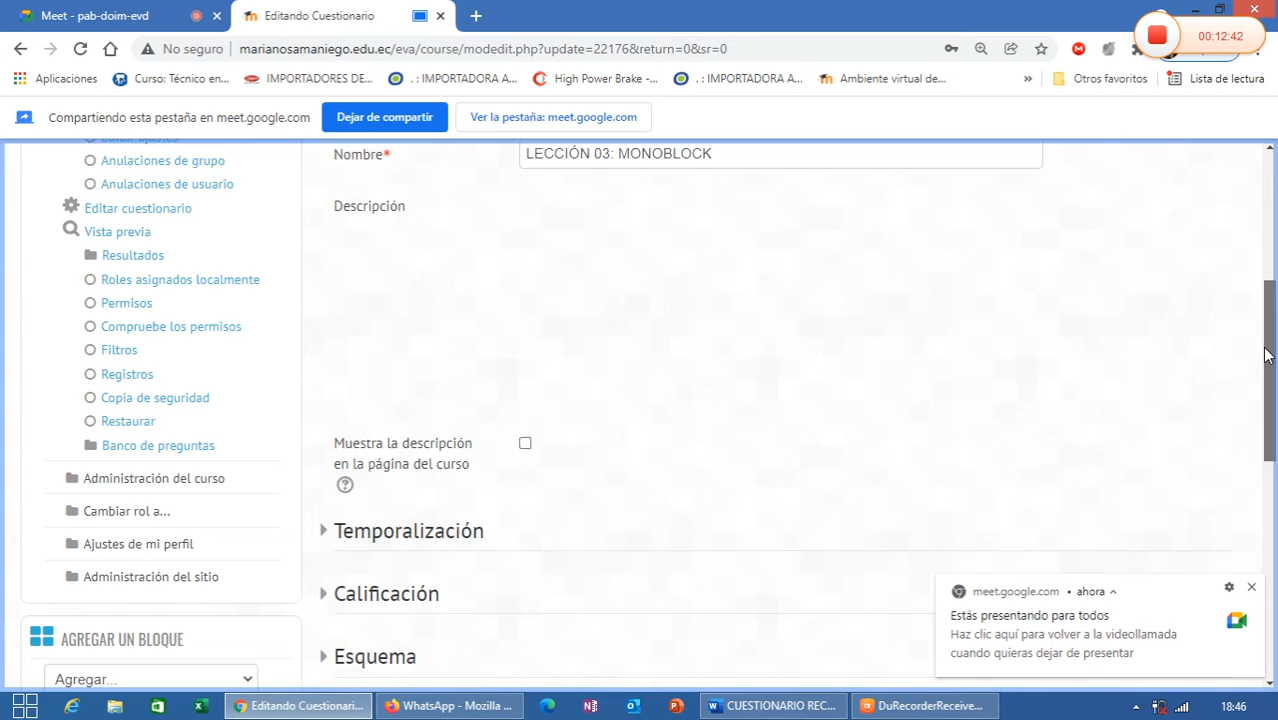 Meet - pab-doim-evd
Editando Cuestionario
00:12:42
No seguro
marianosamaniego.edu.ec/eva/course/modedit.php?update=22176&return=0&sr=0
Aplicaciones
Curso: Técnico en...
IMPORTADORES DE...
. : IMPORTADORA A...
High Power Brake -...
. : IMPORTADORA A...
Ambiente virtual de...
»
Otros favoritos
Lista de lectura
Compartiendo esta pestaña en meet.google.com
Dejar de compartir
Ver la pestaña: meet.google.com
Anulaciones de grupo
Anulaciones de usuario
Editar cuestionario
Vista previa
Resultados
Roles asignados localmente
Permisos
Compruebe los permisos
Filtros
Registros
Copia de seguridad
Restaurar
Banco de preguntas
Administración del curso
Cambiar rol a...
Ajustes de mi perfil
Administración del sitio
AGREGAR UN BLOQUE
Agregar...
Nombre*
LECCIÓN 03: MONOBLOCK
Descripción
Muestra la descripción
en la página del curso
Temporalización
Calificación
Esquema
meet.google.com • ahora
Estás presentando para todos
Haz clic aquí para volver a la videollamada
cuando quieras dejar de presentar
Editando Cuestionari...
WhatsApp - Mozilla ...
CUESTIONARIO REC...
DuRecorderReceive...
18:46